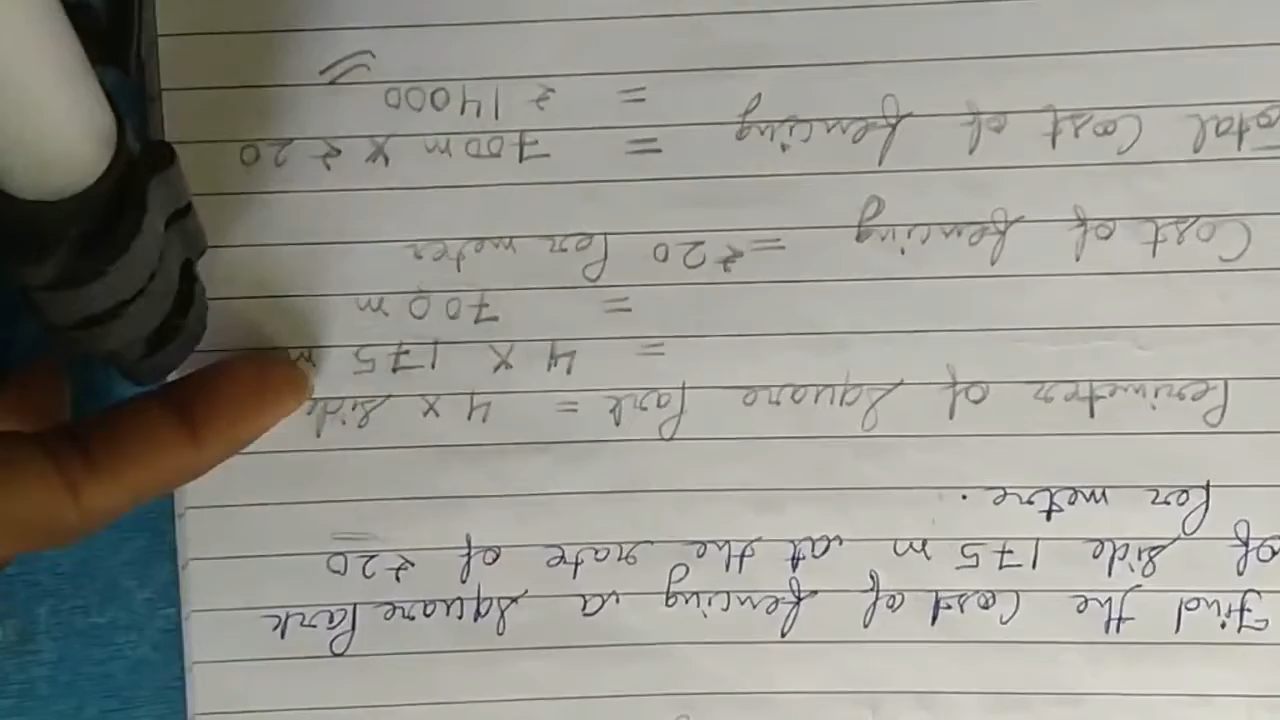 Find the Cost of fencing a square Park
of side 175 m at the rate of ₹20
per metre.
Perimeter of Square Park = 4 × side
= 4 × 175 m
= 700 m
Cost of fencing = ₹20 Per meter
Total Cost of fencing = 700m × ₹20
= ₹ 14000